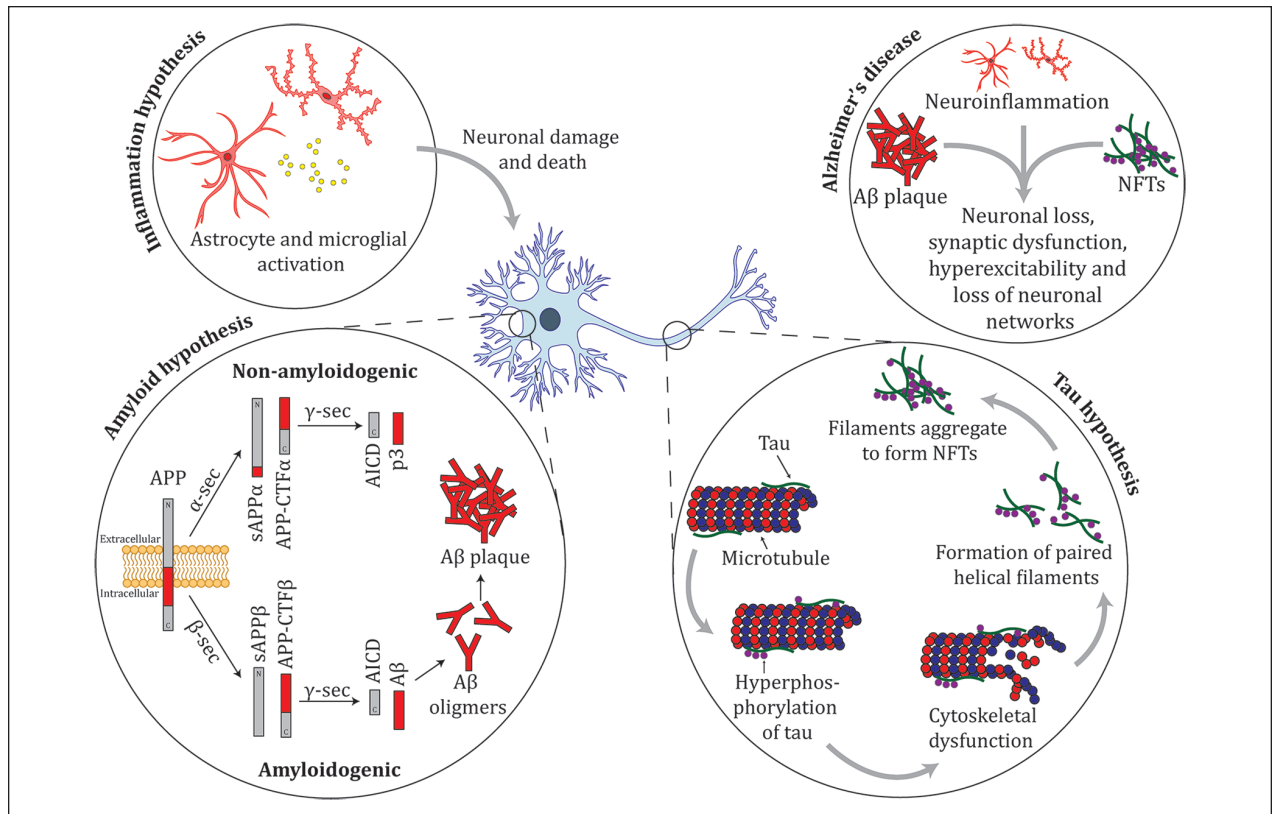 Inflammation hypothesis
Astrocyte and microglial
activation
Neuronal damage
and death
Alzheimer's disease
Neuroinflammation
Aβ plaque
NFTs
Neuronal loss,
synaptic dysfunction,
hyperexcitability and
loss of neuronal
networks
Amyloid hypothesis
Non-amyloidogenic
APP
N
C
Extracellular
Intracellular
α-sec
N
sAPPα
C
APP-CTFα
γ-sec
C
AICD
p3
β-sec
sAPPβ
N
APP-CTFβ
C
γ-sec
AICD
C
Aβ
Aβ
oligmers
Aβ plaque
Amyloidogenic
Tau hypothesis
Tau
Microtubule
Hyperphos-
phorylation
of tau
Cytoskeletal
dysfunction
Formation of paired
helical filaments
Filaments aggregate
to form NFTs